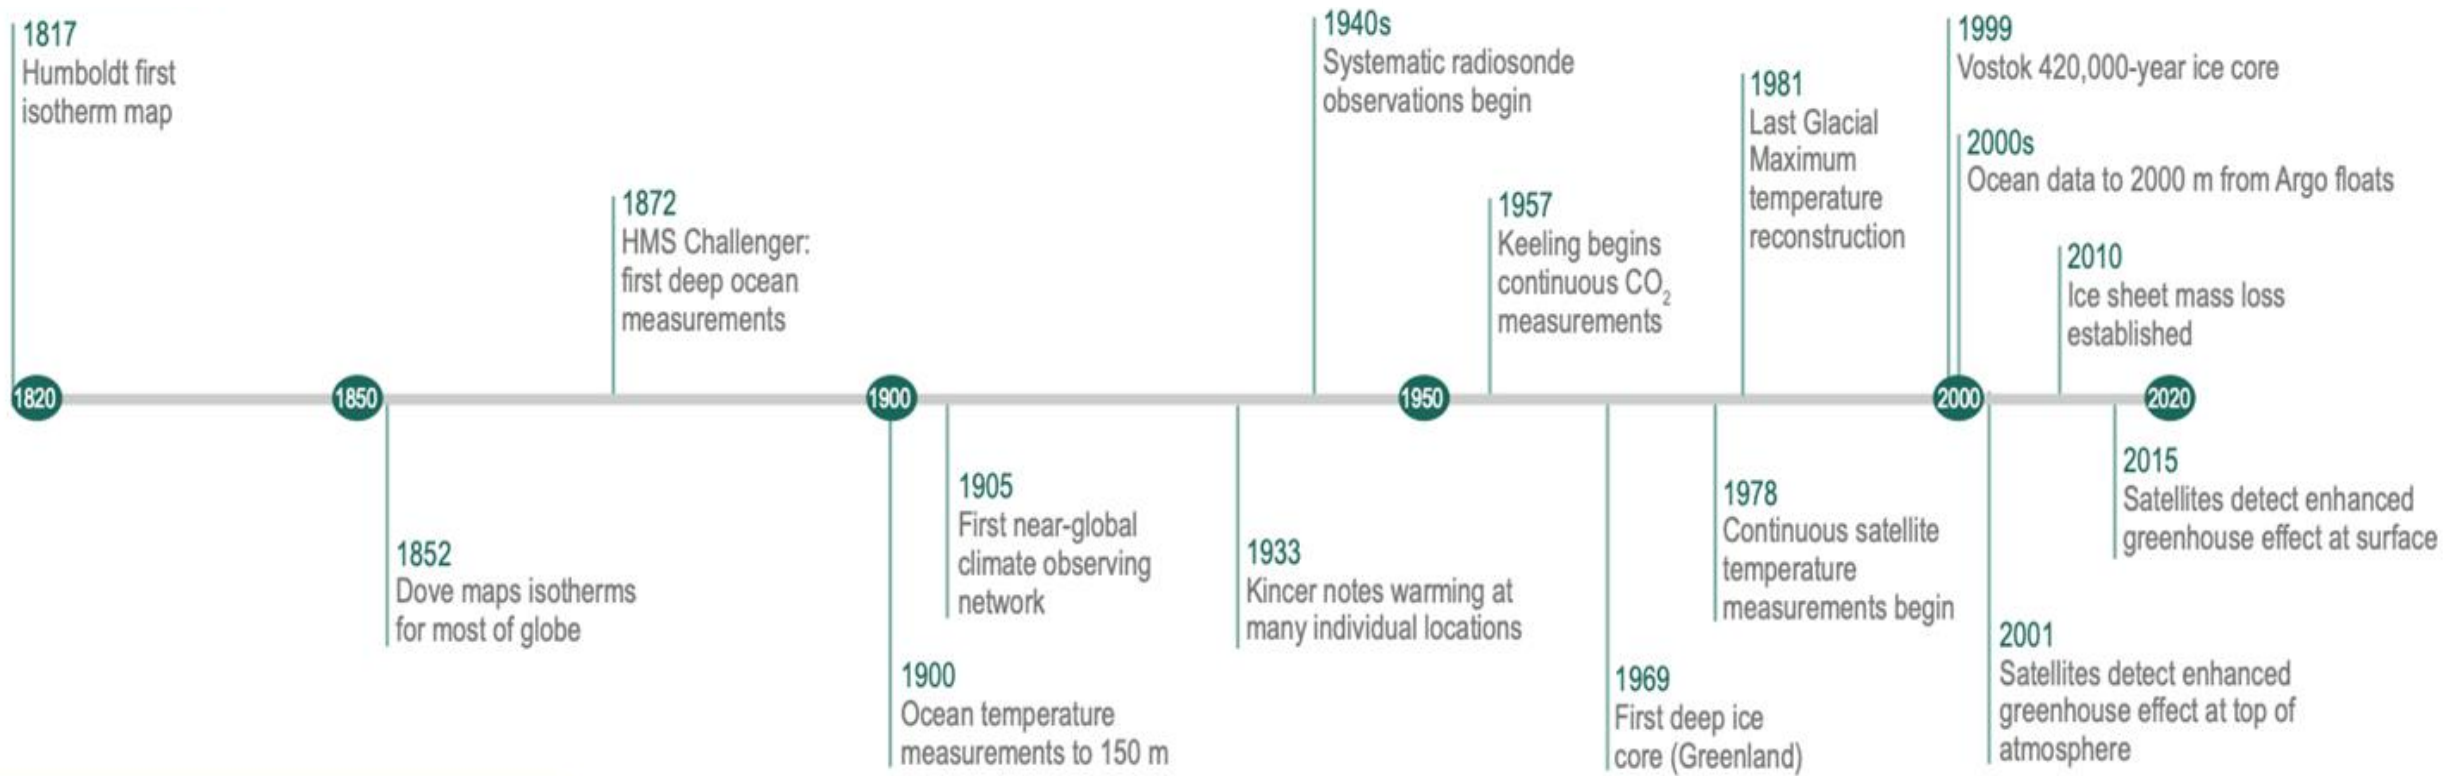 1817
Humboldt first
isotherm map
1872
HMS Challenger:
first deep ocean
measurements
1940s
Systematic radiosonde
observations begin
1957
Keeling begins
continuous CO₂
measurements
1981
Last Glacial
Maximum
temperature
reconstruction
1999
Vostok 420,000-year ice core
2000s
Ocean data to 2000 m from Argo floats
2010
Ice sheet mass loss
established
1820
1850
1900
1950
2000
2020
1852
Dove maps isotherms
for most of globe
1900
Ocean temperature
measurements to 150 m
1905
First near-global
climate observing
network
1933
Kincer notes warming at
many individual locations
1969
First deep ice
core (Greenland)
1978
Continuous satellite
temperature
measurements begin
2001
Satellites detect enhanced
greenhouse effect at top of
atmosphere
2015
Satellites detect enhanced
greenhouse effect at surface